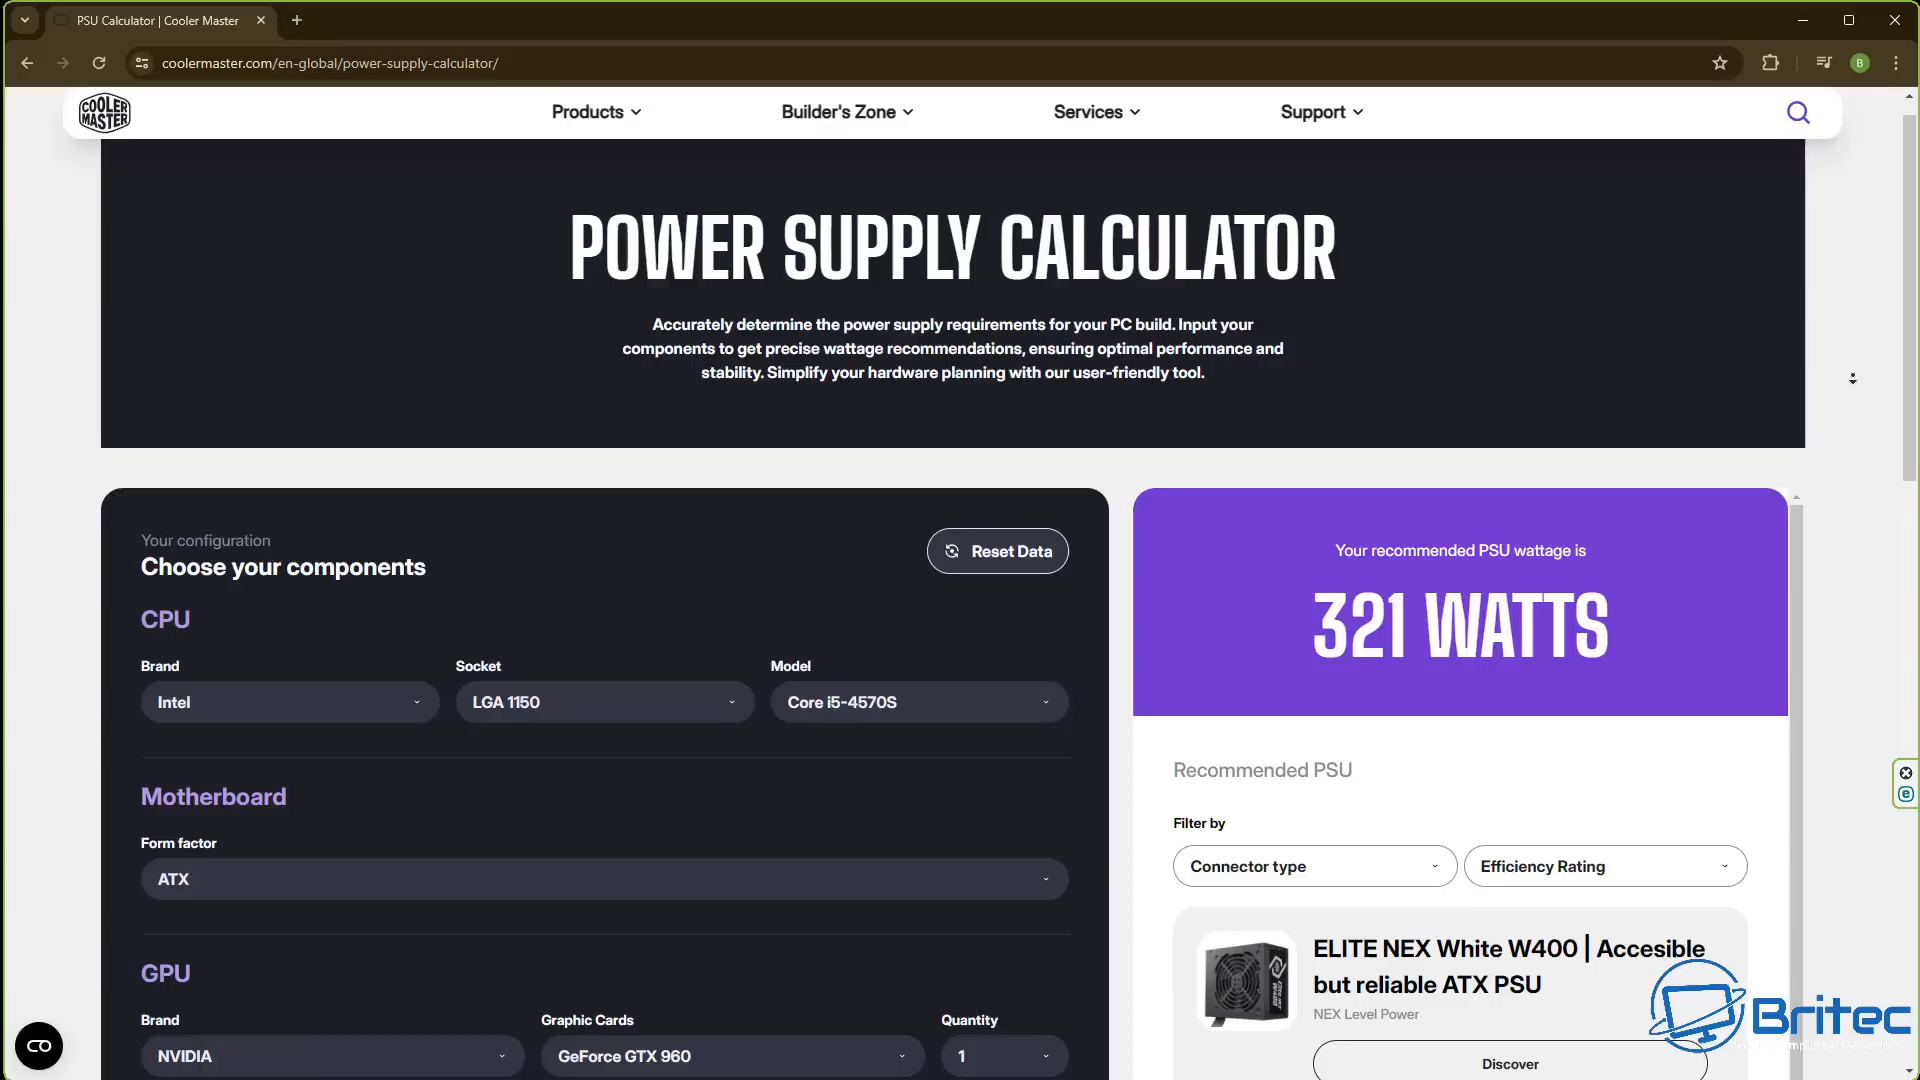 PSU Calculator | Cooler Master
coolermaster.com/en-global/power-supply-calculator/
B
COOLER
MASTER
Products
Builder's Zone
Services
Support
POWER SUPPLY CALCULATOR
Accurately determine the power supply requirements for your PC build. Input your
components to get precise wattage recommendations, ensuring optimal performance and
stability. Simplify your hardware planning with our user-friendly tool.
Your configuration
Choose your components
Reset Data
CPU
Brand
Socket
Model
Intel
LGA 1150
Core i5-4570S
Motherboard
Form factor
ATX
GPU
Brand
Graphic Cards
Quantity
NVIDIA
GeForce GTX 960
1
Your recommended PSU wattage is
321 WATTS
Recommended PSU
Filter by
Connector type
Efficiency Rating
ELITE NEX White W400 | Accesible
but reliable ATX PSU
NEX Level Power
Discover
Britec